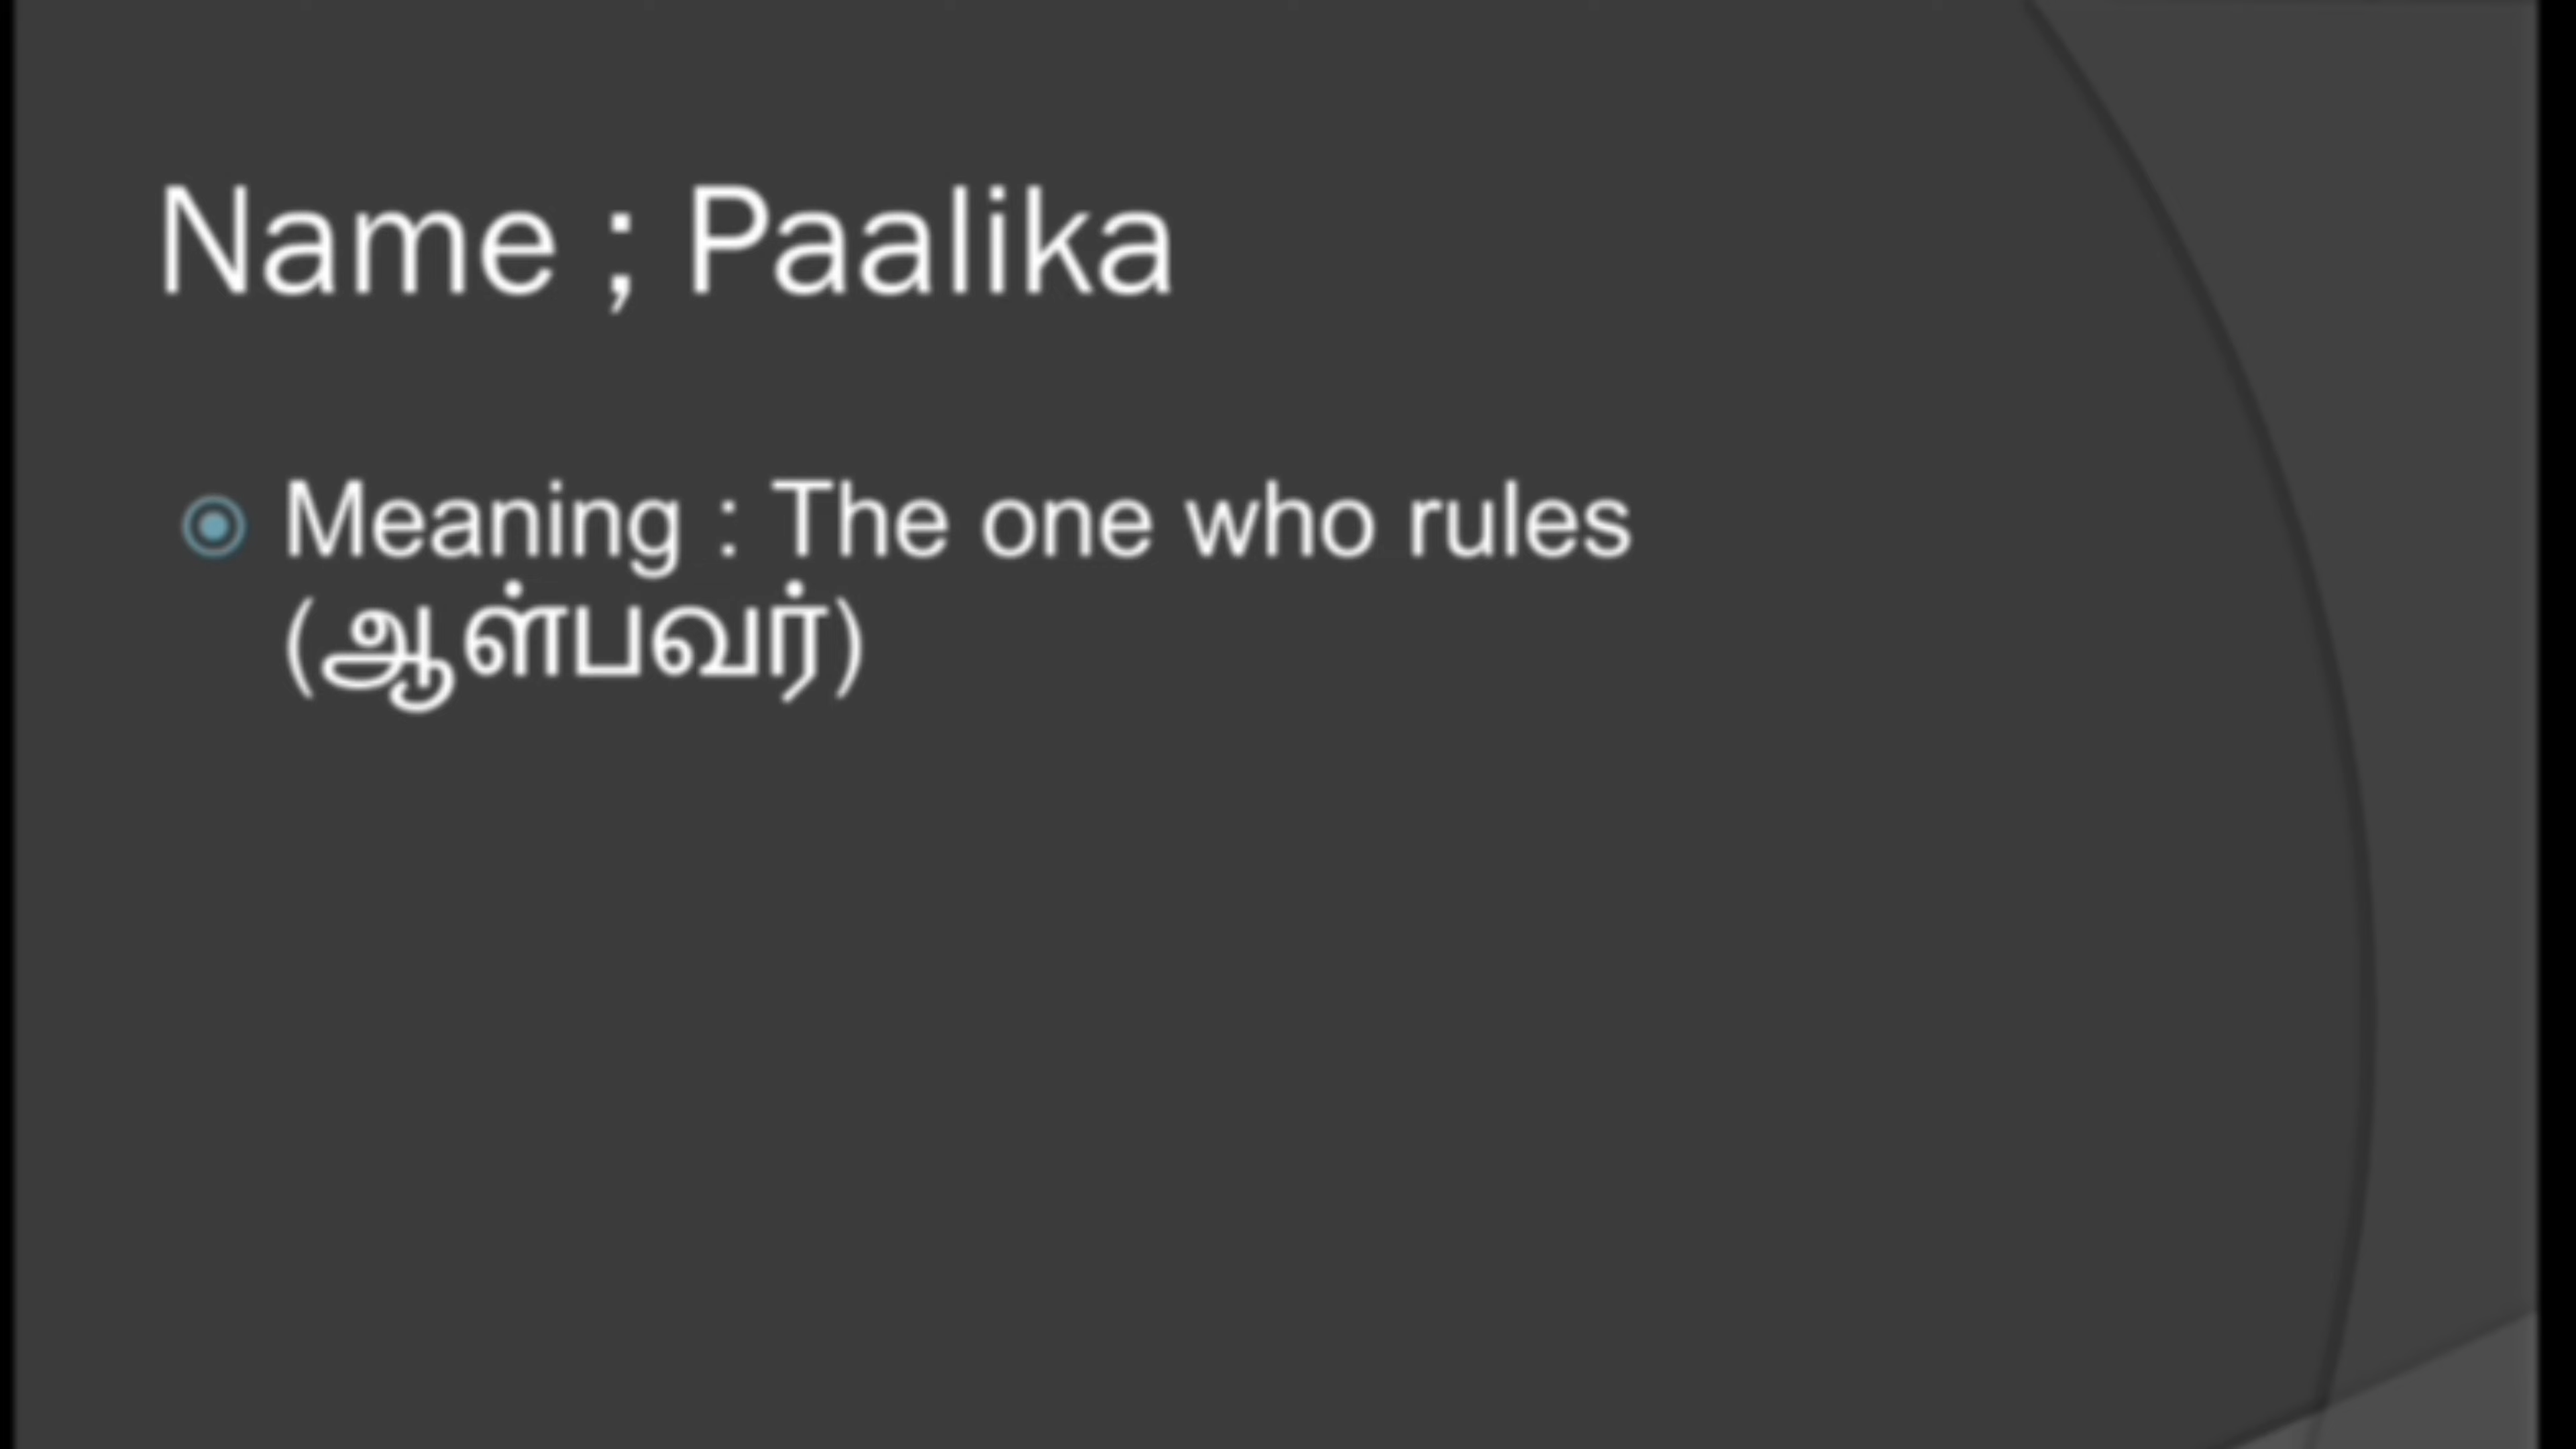 Name ; Paalika
Meaning : The one who rules
(ஆள்பவர்)